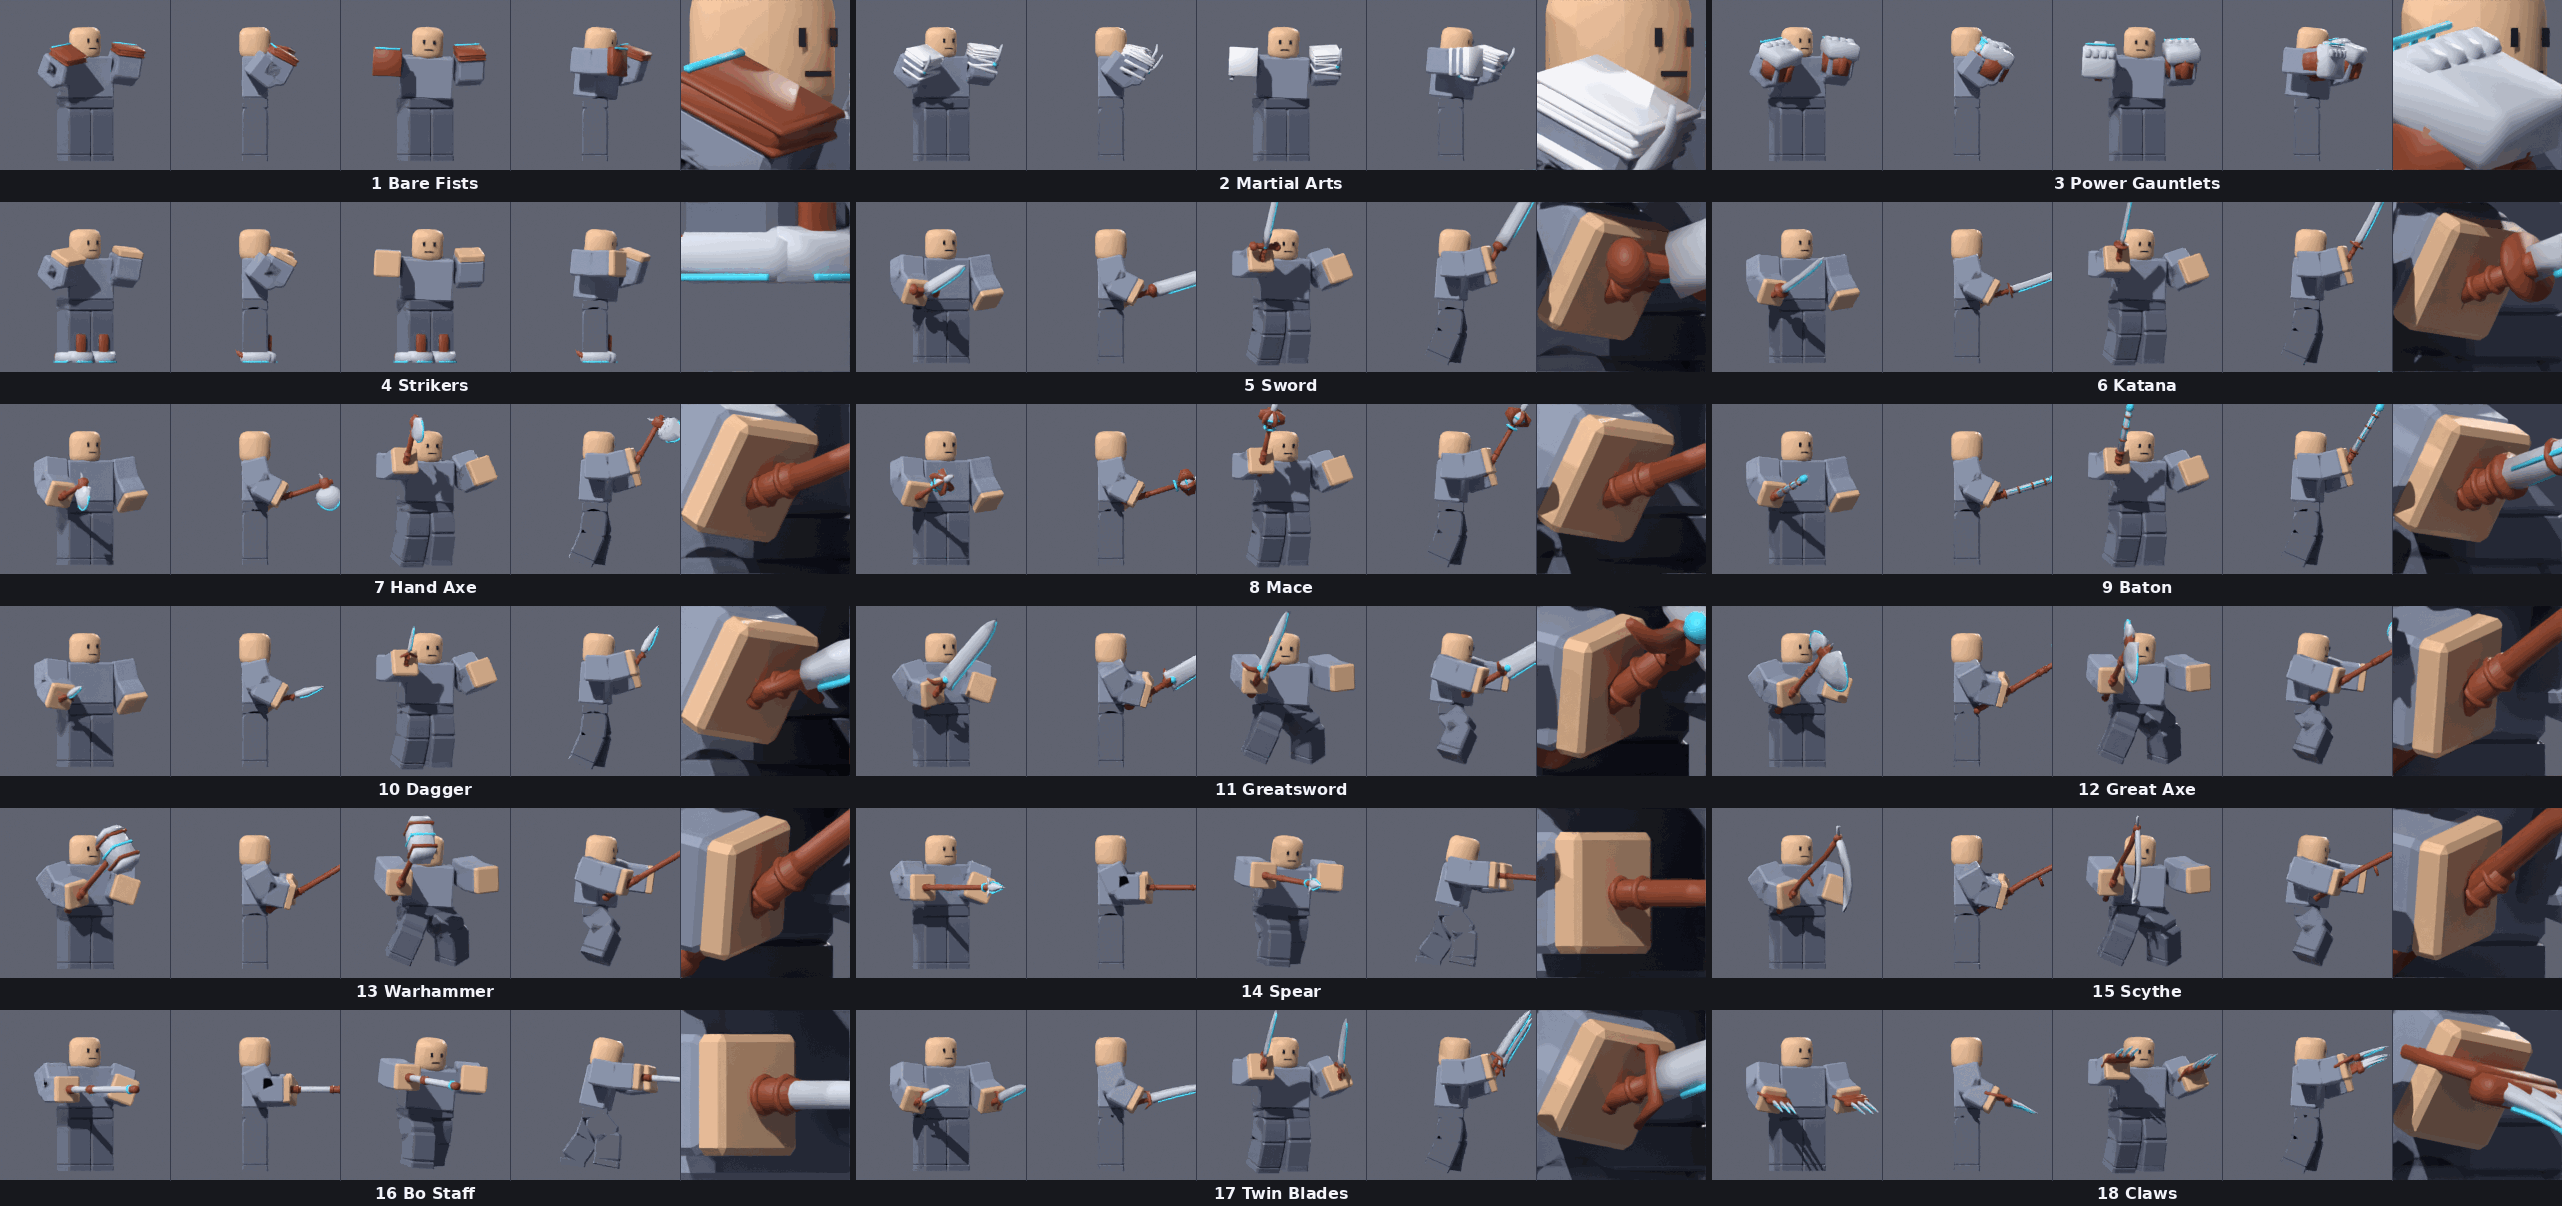 1 Bare Fists
2 Martial Arts
3 Power Gauntlets
4 Strikers
5 Sword
6 Katana
7 Hand Axe
8 Mace
9 Baton
10 Dagger
11 Greatsword
12 Great Axe
13 Warhammer
14 Spear
15 Scythe
16 Bo Staff
17 Twin Blades
18 Claws